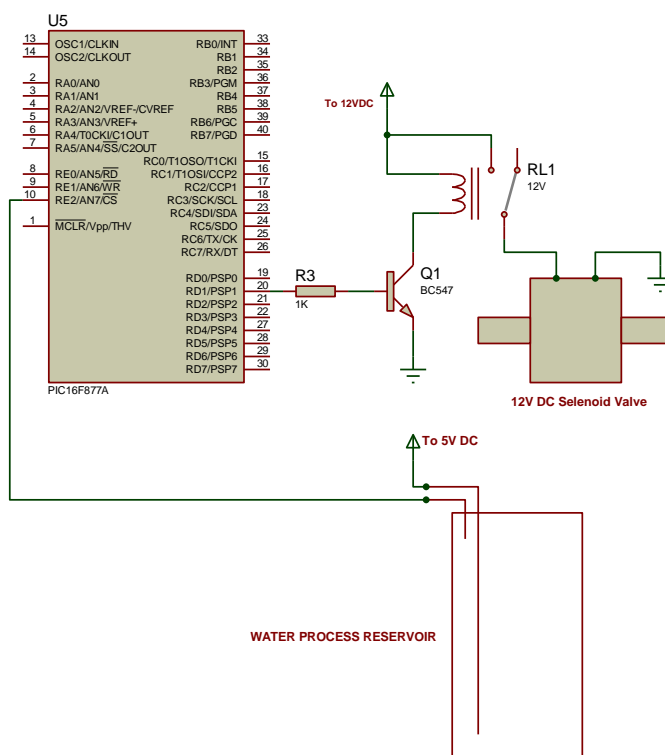 U5
13 OSC1/CLKIN RB0/INT 33
14 OSC2/CLKOUT RB1 34
RB2 35
2 RA0/AN0 RB3/PGM 36
3 RA1/AN1 RB4 37
4 RA2/AN2/VREF-/CVREF RB5 38
5 RA3/AN3/VREF+ RB6/PGC 39
6 RA4/T0CKI/C1OUT RB7/PGD 40
7 RA5/AN4/SS/C2OUT
RC0/T1OSO/T1CKI 15
8 RE0/AN5/RD RC1/T1OSI/CCP2 16
9 RE1/AN6/WR RC2/CCP1 17
10 RE2/AN7/CS RC3/SCK/SCL 18
RC4/SDI/SDA 23
1 MCLR/Vpp/THV RC5/SDO 24
RC6/TX/CK 25
RC7/RX/DT 26
RD0/PSP0 19
RD1/PSP1 20
RD2/PSP2 21
RD3/PSP3 22
RD4/PSP4 27
RD5/PSP5 28
RD6/PSP6 29
RD7/PSP7 30
PIC16F877A
To 12VDC
RL1
12V
R3
1K
Q1
BC547
12V DC Selenoid Valve
To 5V DC
WATER PROCESS RESERVOIR